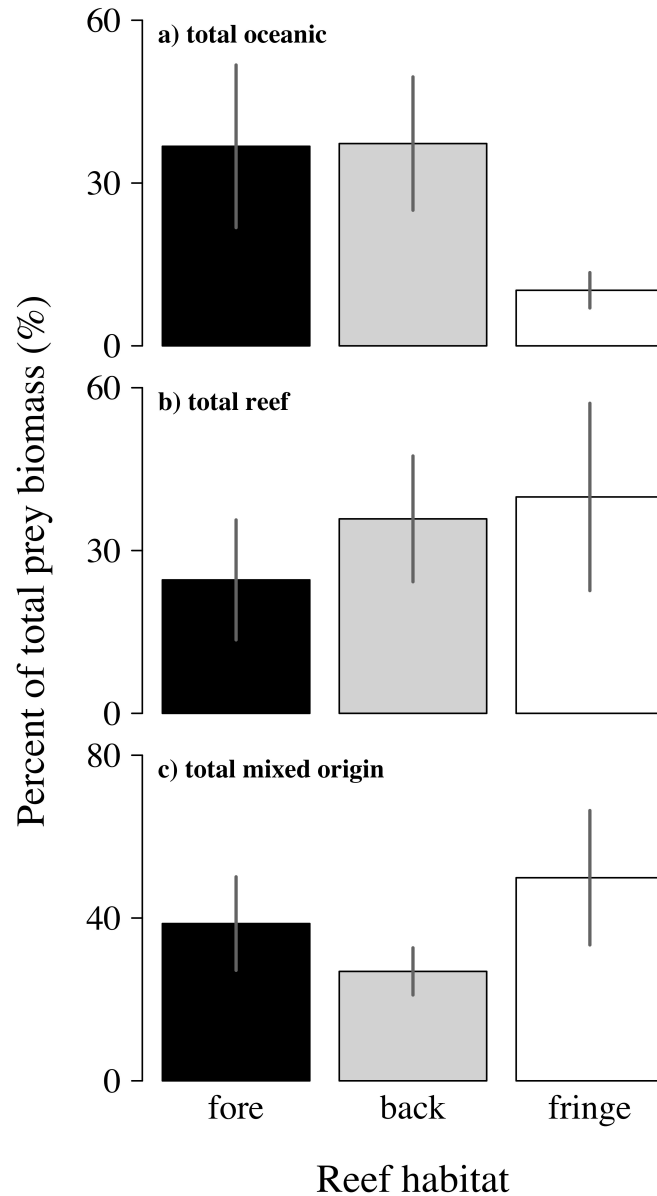 Percent of total prey biomass (%)
60
a) total oceanic
30
0
60
b) total reef
30
0
80
c) total mixed origin
40
0
fore back fringe
Reef habitat